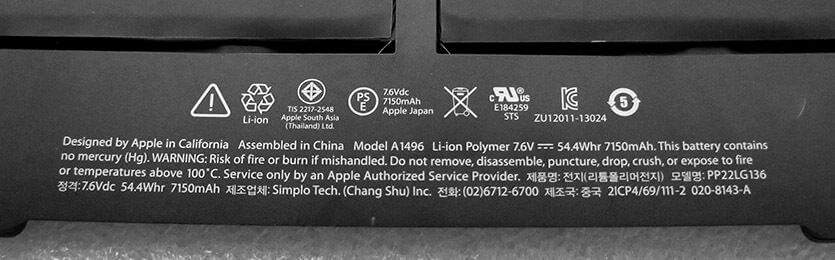 Li-ion
TIS 2217-2548
Apple South Asia
(Thailand) Ltd.
PS
E
7.6Vdc
7150mAh
Apple Japan
c RU US
E184259
STS
ZU12011-13024
5
Designed by Apple in California Assembled in China Model A1496 Li-ion Polymer 7.6V ⎓ 54.4Whr 7150mAh. This battery contains
no mercury (Hg). WARNING: Risk of fire or burn if mishandled. Do not remove, disassemble, puncture, drop, crush, or expose to fire
or temperatures above 100˚C. Service only by an Apple Authorized Service Provider. 제품명: 전지(리튬폴리머전지) 모델명: PP22LG136
정격:7.6Vdc 54.4Whr 7150mAh 제조업체: Simplo Tech. (Chang Shu) Inc. 전화: (02)6712-6700 제조국: 중국 2ICP4/69/111-2 020-8143-A